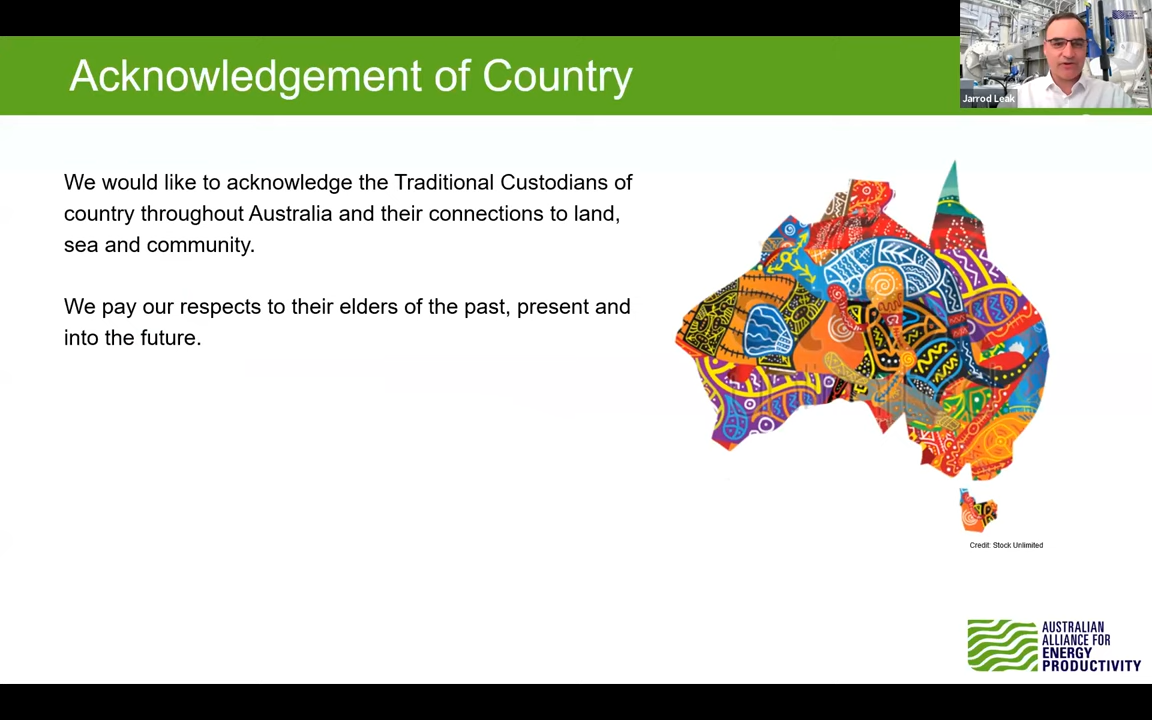 Acknowledgement of Country
Jarrod Leak
We would like to acknowledge the Traditional Custodians of
country throughout Australia and their connections to land,
sea and community.
We pay our respects to their elders of the past, present and
into the future.
Credit: Stock Unlimited
AUSTRALIAN
ALLIANCE FOR
ENERGY
PRODUCTIVITY